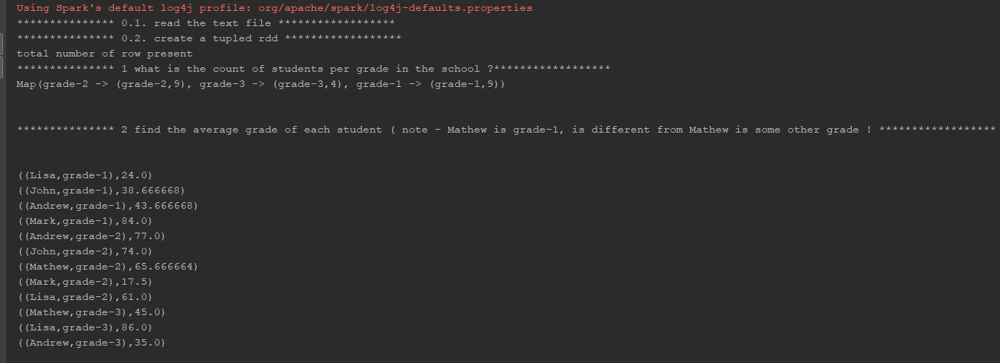 Using Spark's default log4j profile: org/apache/spark/log4j-defaults.properties
*************** 0.1. read the text file ******************
*************** 0.2. create a tupled rdd ******************
total number of row present
*************** 1 what is the count of students per grade in the school ?******************
Map(grade-2 -> (grade-2,9), grade-3 -> (grade-3,4), grade-1 -> (grade-1,9))
*************** 2 find the average grade of each student ( note - Mathew is grade-1, is different from Mathew is some other grade ! ******************
((Lisa,grade-1),24.0)
((John,grade-1),38.666668)
((Andrew,grade-1),43.666668)
((Mark,grade-1),84.0)
((Andrew,grade-2),77.0)
((John,grade-2),74.0)
((Mathew,grade-2),65.666664)
((Mark,grade-2),17.5)
((Lisa,grade-2),61.0)
((Mathew,grade-3),45.0)
((Lisa,grade-3),86.0)
((Andrew,grade-3),35.0)